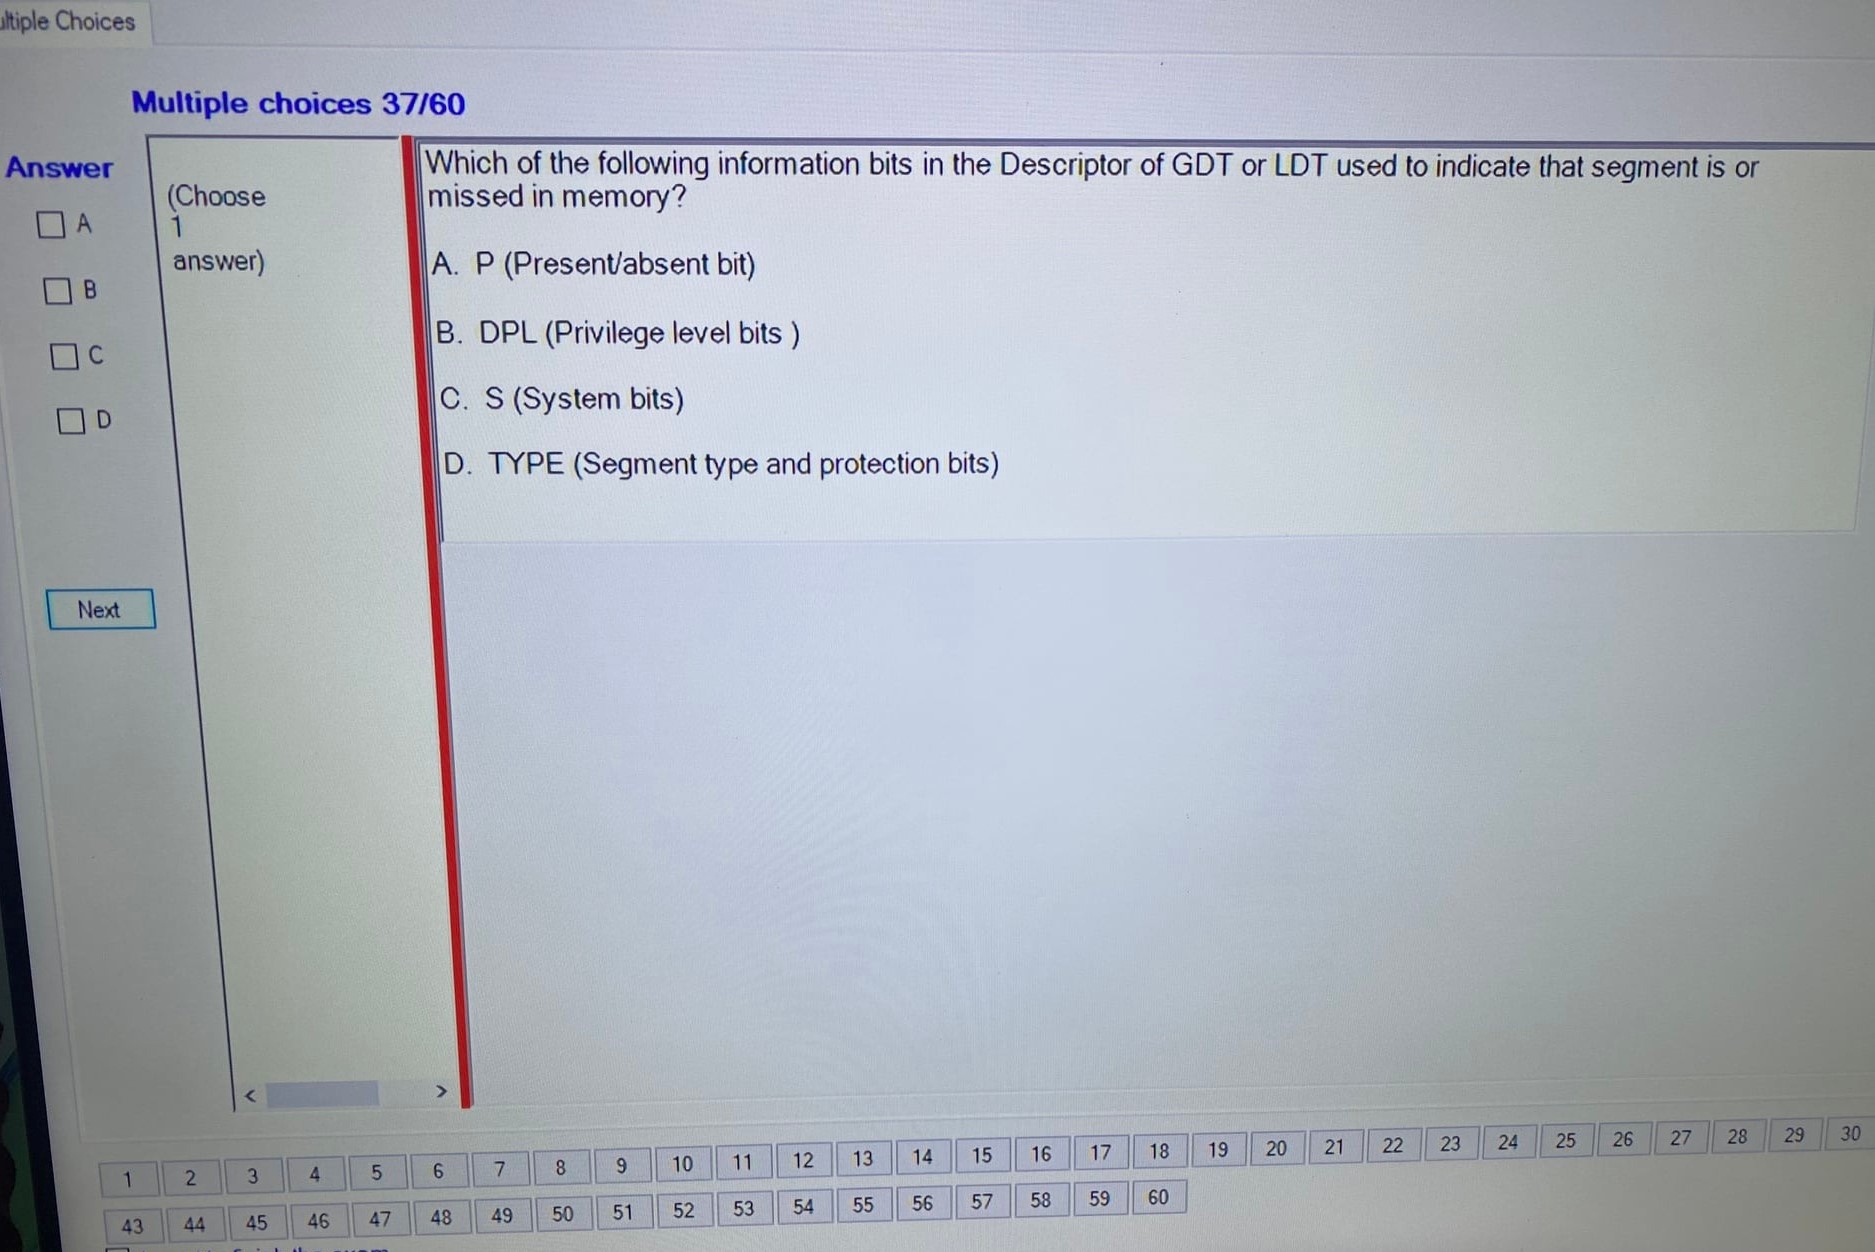 ltiple Choices
Multiple choices 37/60
Answer
A
B
C
D
Next
(Choose
1
answer)
Which of the following information bits in the Descriptor of GDT or LDT used to indicate that segment is or
missed in memory?
A. P (Present/absent bit)
B. DPL (Privilege level bits )
C. S (System bits)
D. TYPE (Segment type and protection bits)
< >
1 2 3 4 5 6 7 8 9 10 11 12 13 14 15 16 17 18 19 20 21 22 23 24 25 26 27 28 29 30
43 44 45 46 47 48 49 50 51 52 53 54 55 56 57 58 59 60